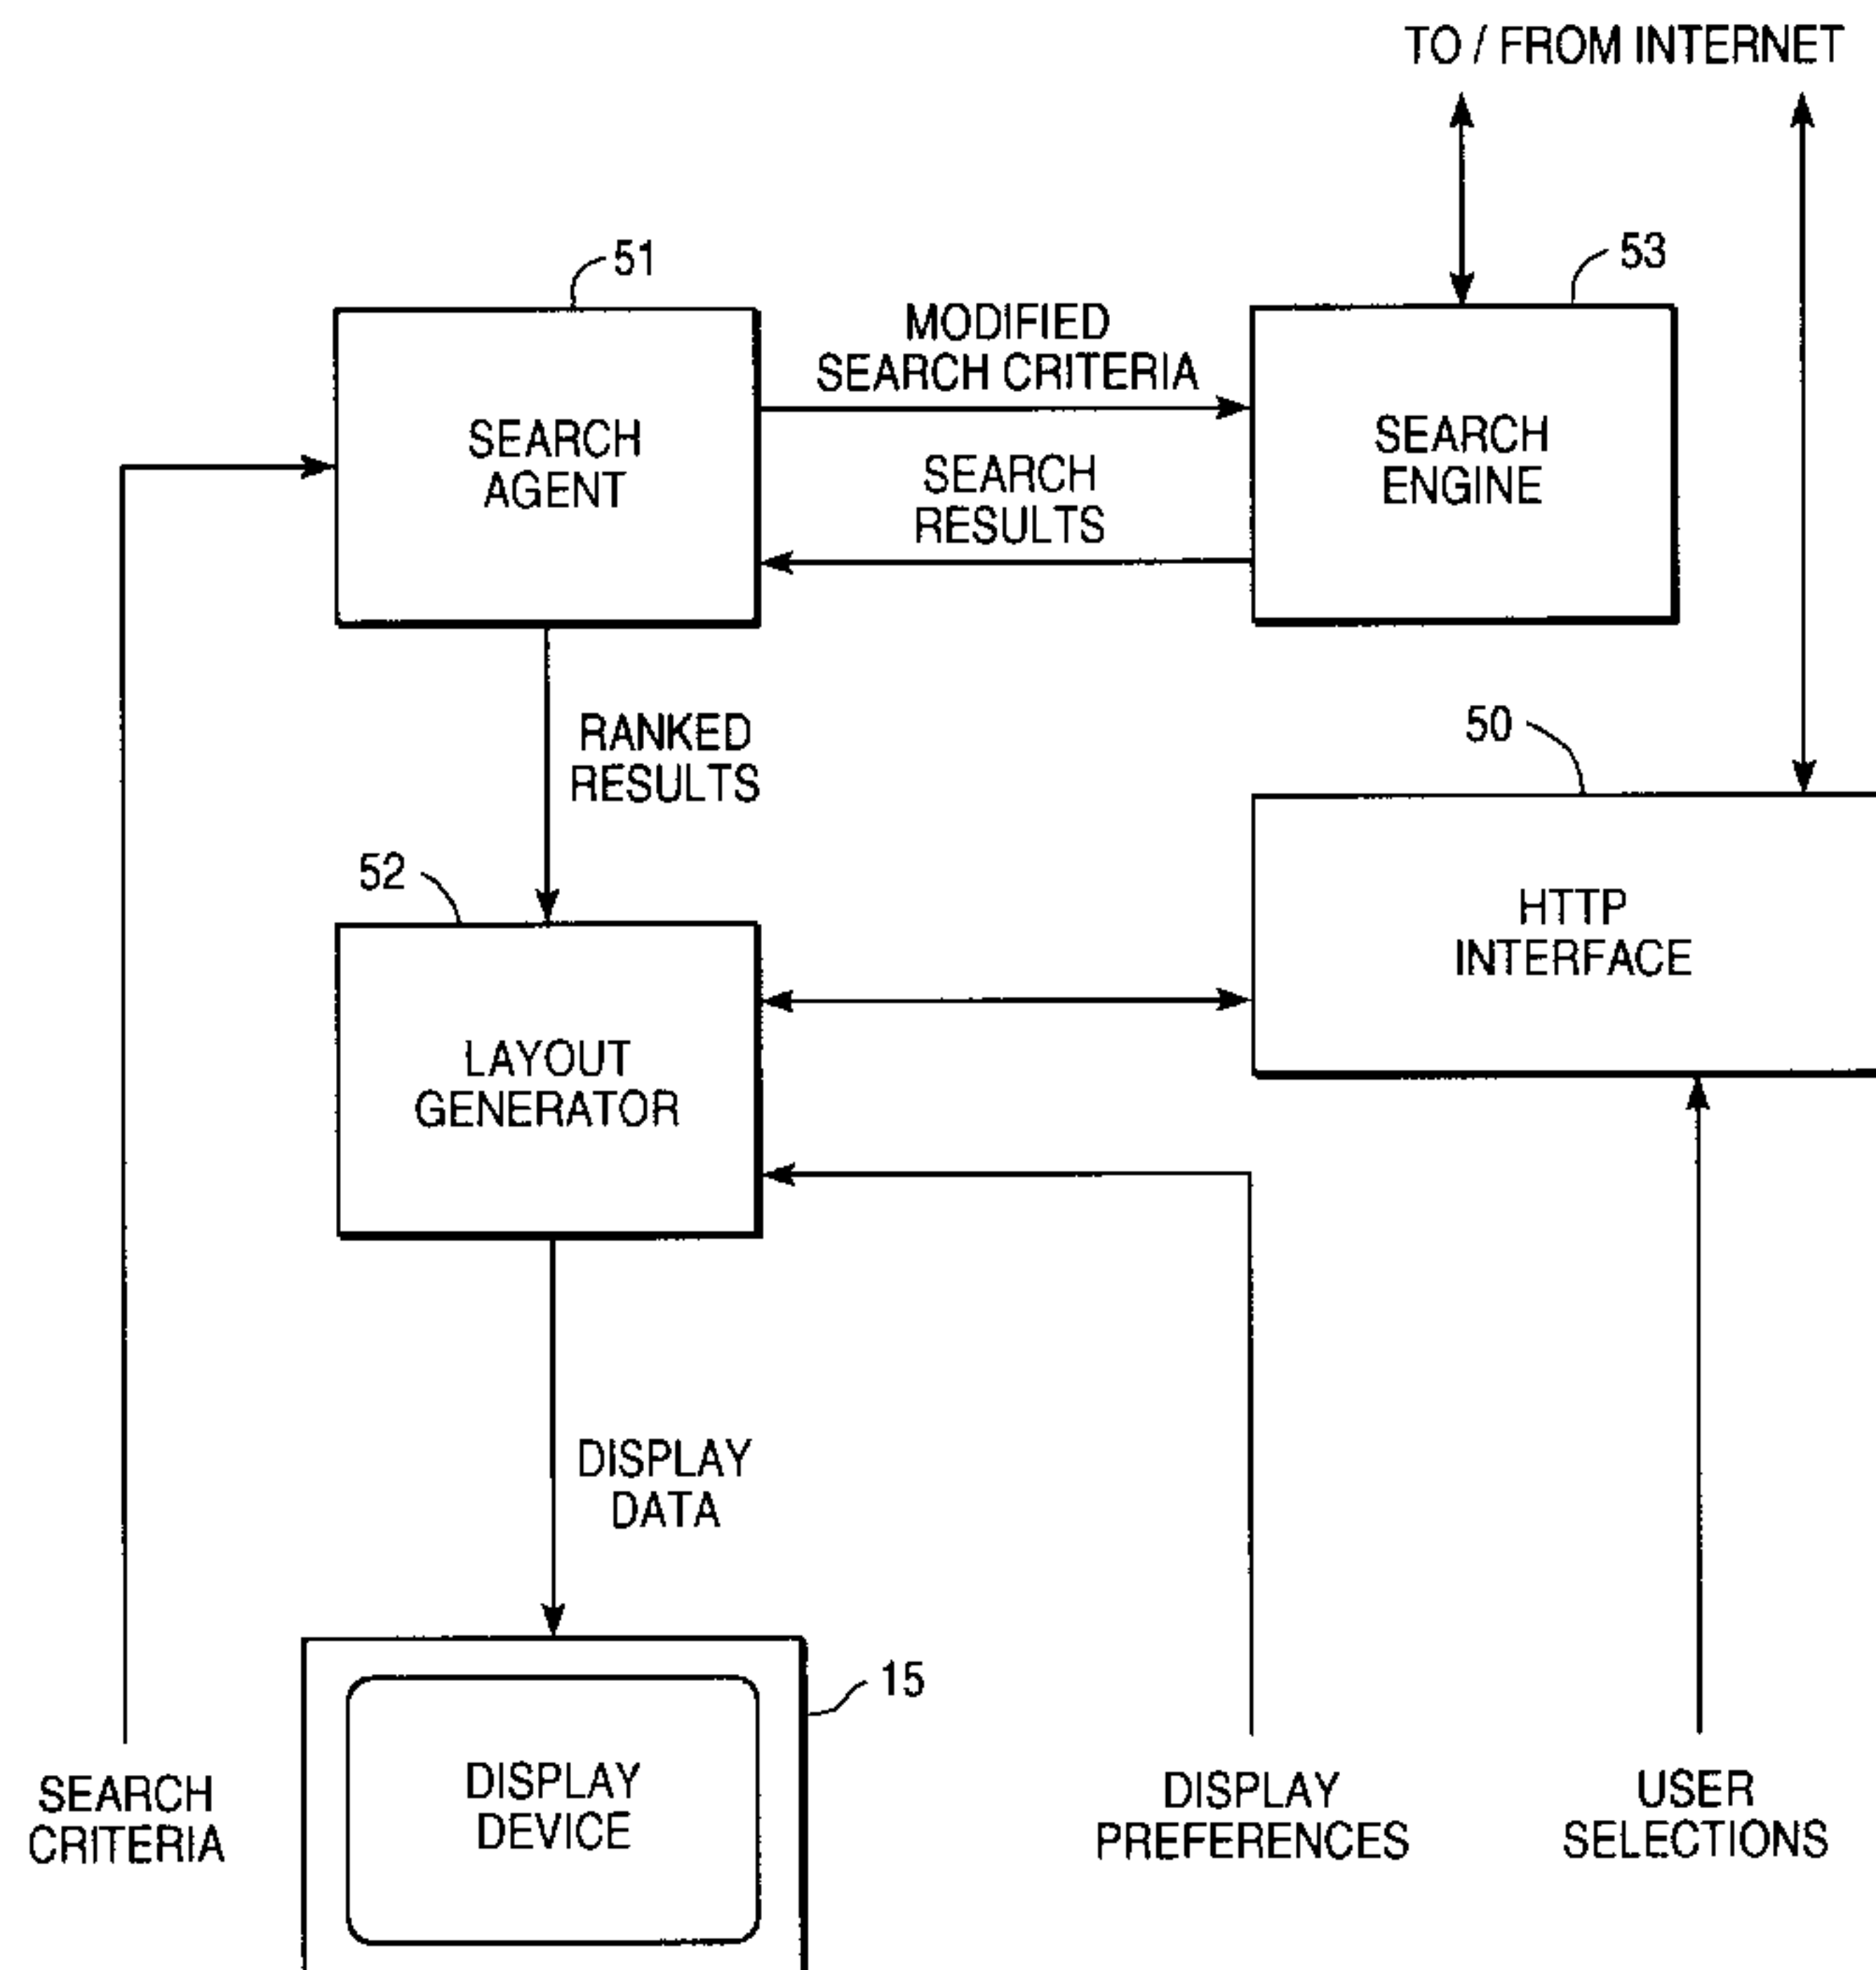 TO / FROM INTERNET
51
53
MODIFIED
SEARCH CRITERIA
SEARCH
AGENT
SEARCH
ENGINE
SEARCH
RESULTS
RANKED
RESULTS
50
52
HTTP
INTERFACE
LAYOUT
GENERATOR
DISPLAY
DATA
15
DISPLAY
DEVICE
SEARCH
CRITERIA
DISPLAY
PREFERENCES
USER
SELECTIONS